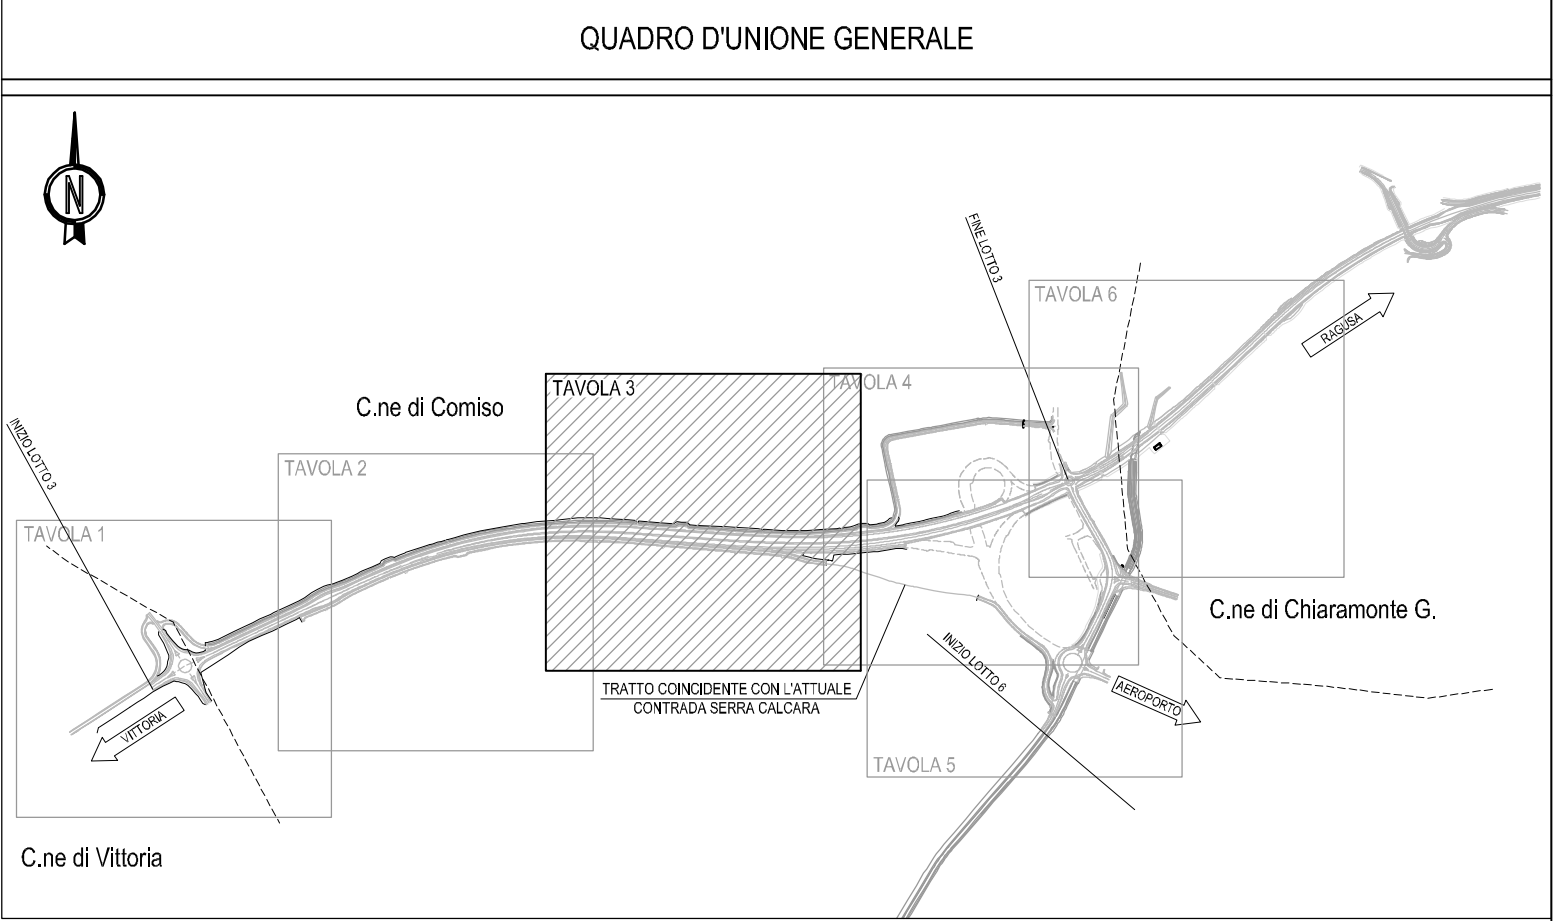 QUADRO D'UNIONE GENERALE
N
FINE LOTTO 3
TAVOLA 6
RAGUSA
TAVOLA 3
TAVOLA 4
C.ne di Comiso
INIZIO LOTTO 3
TAVOLA 2
TAVOLA 1
C.ne di Chiaramonte G.
INIZIO LOTTO 6
TRATTO COINCIDENTE CON L'ATTUALE
CONTRADA SERRA CALCARA
AEROPORTO
VITTORIA
TAVOLA 5
C.ne di Vittoria